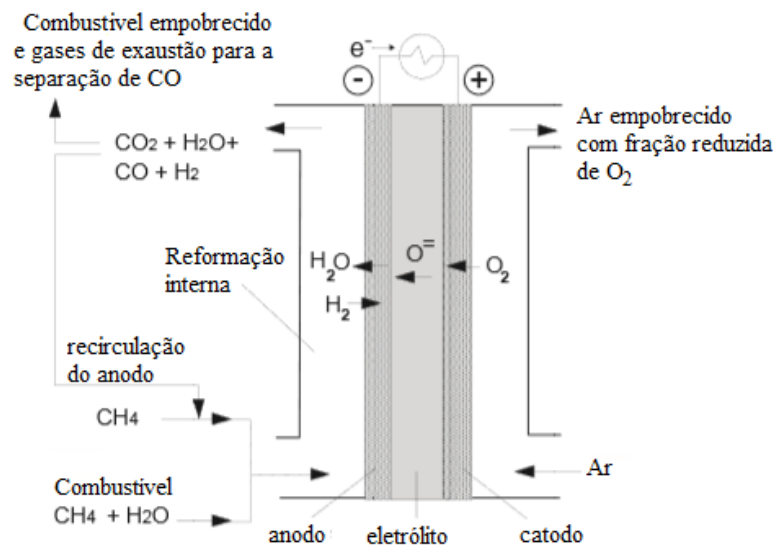 Combustível empobrecido
e gases de exaustão para a
separação de CO
e⁻
-
+
Ar empobrecido
com fração reduzida
de O₂
CO₂ + H₂O+
CO + H₂
Reformação
interna
H₂O
O⁼
O₂
H₂
recirculação
do anodo
CH₄
Ar
Combustível
CH₄ + H₂O
anodo
eletrólito
catodo